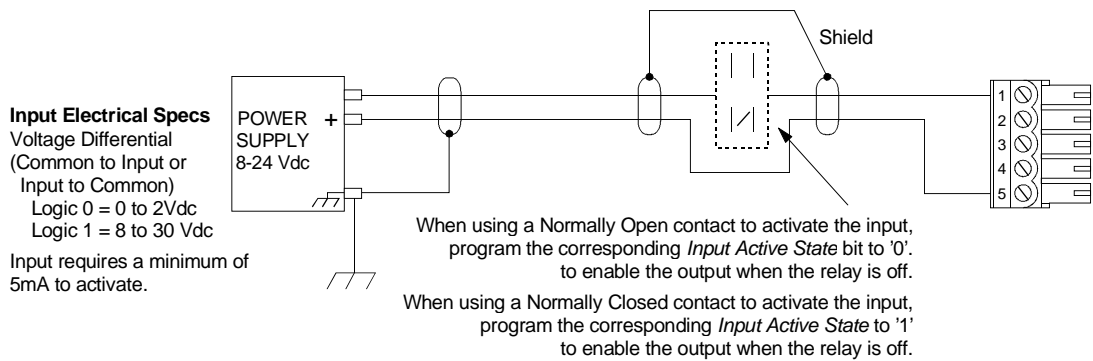 Shield
Input Electrical Specs
Voltage Differential
(Common to Input or
Input to Common)
Logic 0 = 0 to 2Vdc
Logic 1 = 8 to 30 Vdc
Input requires a minimum of
5mA to activate.
POWER +
SUPPLY
8-24 Vdc
1
2
3
4
5
When using a Normally Open contact to activate the input,
program the corresponding Input Active State bit to '0'.
to enable the output when the relay is off.
When using a Normally Closed contact to activate the input,
program the corresponding Input Active State to '1'
to enable the output when the relay is off.